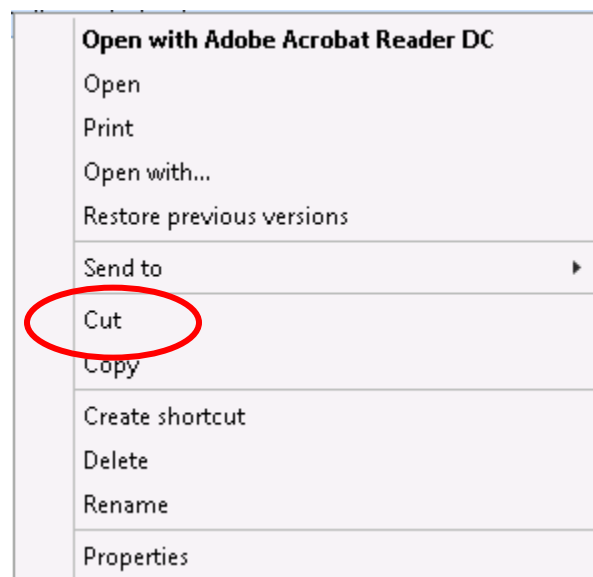 Open with Adobe Acrobat Reader DC
Open
Print
Open with...
Restore previous versions
Send to
Cut
Copy
Create shortcut
Delete
Rename
Properties